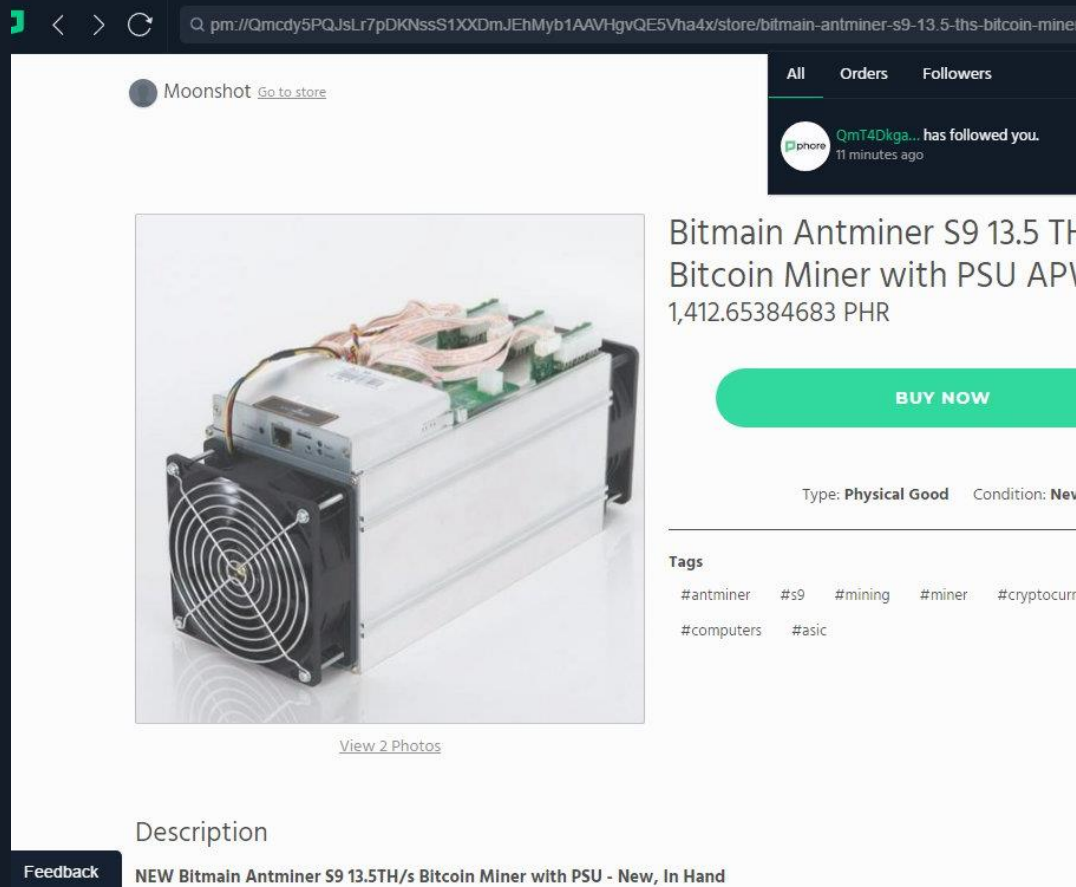 pm://Qmcdy5PQJsLr7pDKNssS1XXDmJEhMyb1AAVHgvQE5Vha4x/store/bitmain-antminer-s9-13.5-ths-bitcoin-miner
Moonshot Go to store
All Orders Followers
phore
QmT4Dkga... has followed you.
11 minutes ago
Bitmain Antminer S9 13.5 TH
Bitcoin Miner with PSU APW
1,412.65384683 PHR
BUY NOW
Type: Physical Good Condition: New
Tags
#antminer #s9 #mining #miner #cryptocurr
#computers #asic
View 2 Photos
Description
Feedback
NEW Bitmain Antminer S9 13.5TH/s Bitcoin Miner with PSU - New, In Hand